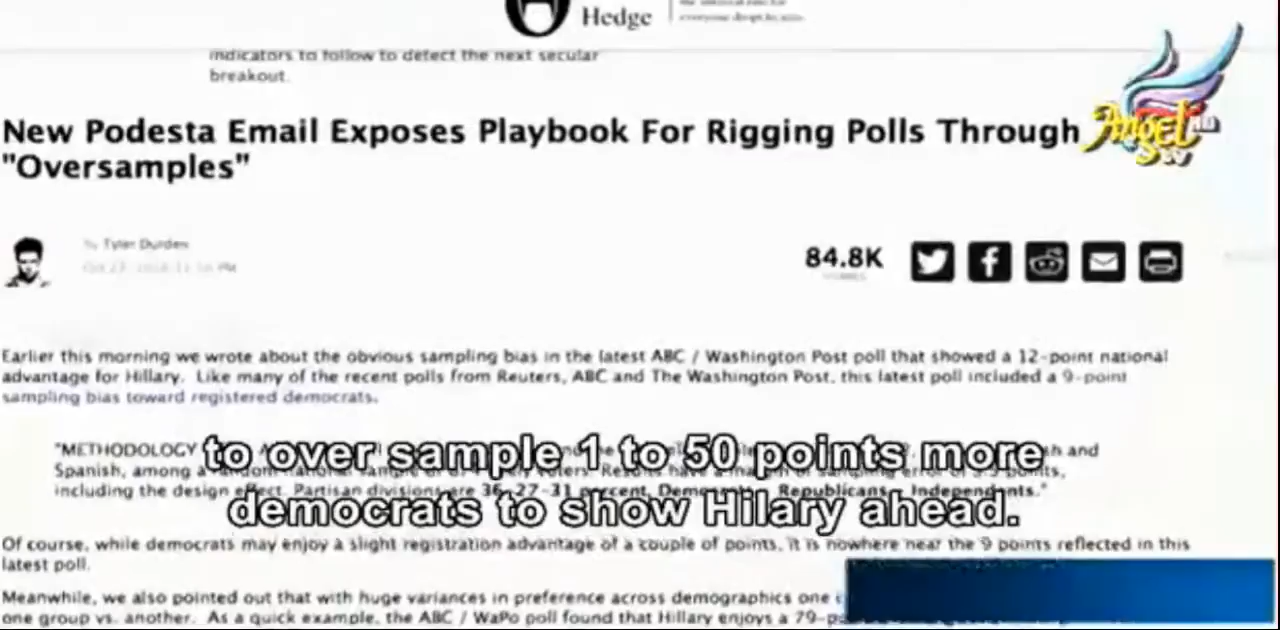 Hedge
indicators to follow to detect the next secular
breakout.
New Podesta Email Exposes Playbook For Rigging Polls Through
"Oversamples"
Angel TV HD
by Tyler Durden
84.8K
Earlier this morning we wrote about the obvious sampling bias in the latest ABC / Washington Post poll that showed a 12-point national
advantage for Hillary. Like many of the recent polls from Reuters, ABC and The Washington Post, this latest poll included a 9-point
sampling bias toward registered democrats.
"METHODOLOGY
to over sample 1 to 50 points more
Spanish, among a
including the design effect. Partisan divisions are 36-27-31 percent, Democrats, Republicans, Independents."
democrats to show Hilary ahead.
Of course, while democrats may enjoy a slight registration advantage of a couple of points, it is nowhere near the 9 points reflected in this
latest poll.
Meanwhile, we also pointed out that with huge variances in preference across demographics one
one group vs. another. As a quick example, the ABC / WaPo poll found that Hillary enjoys a 79-